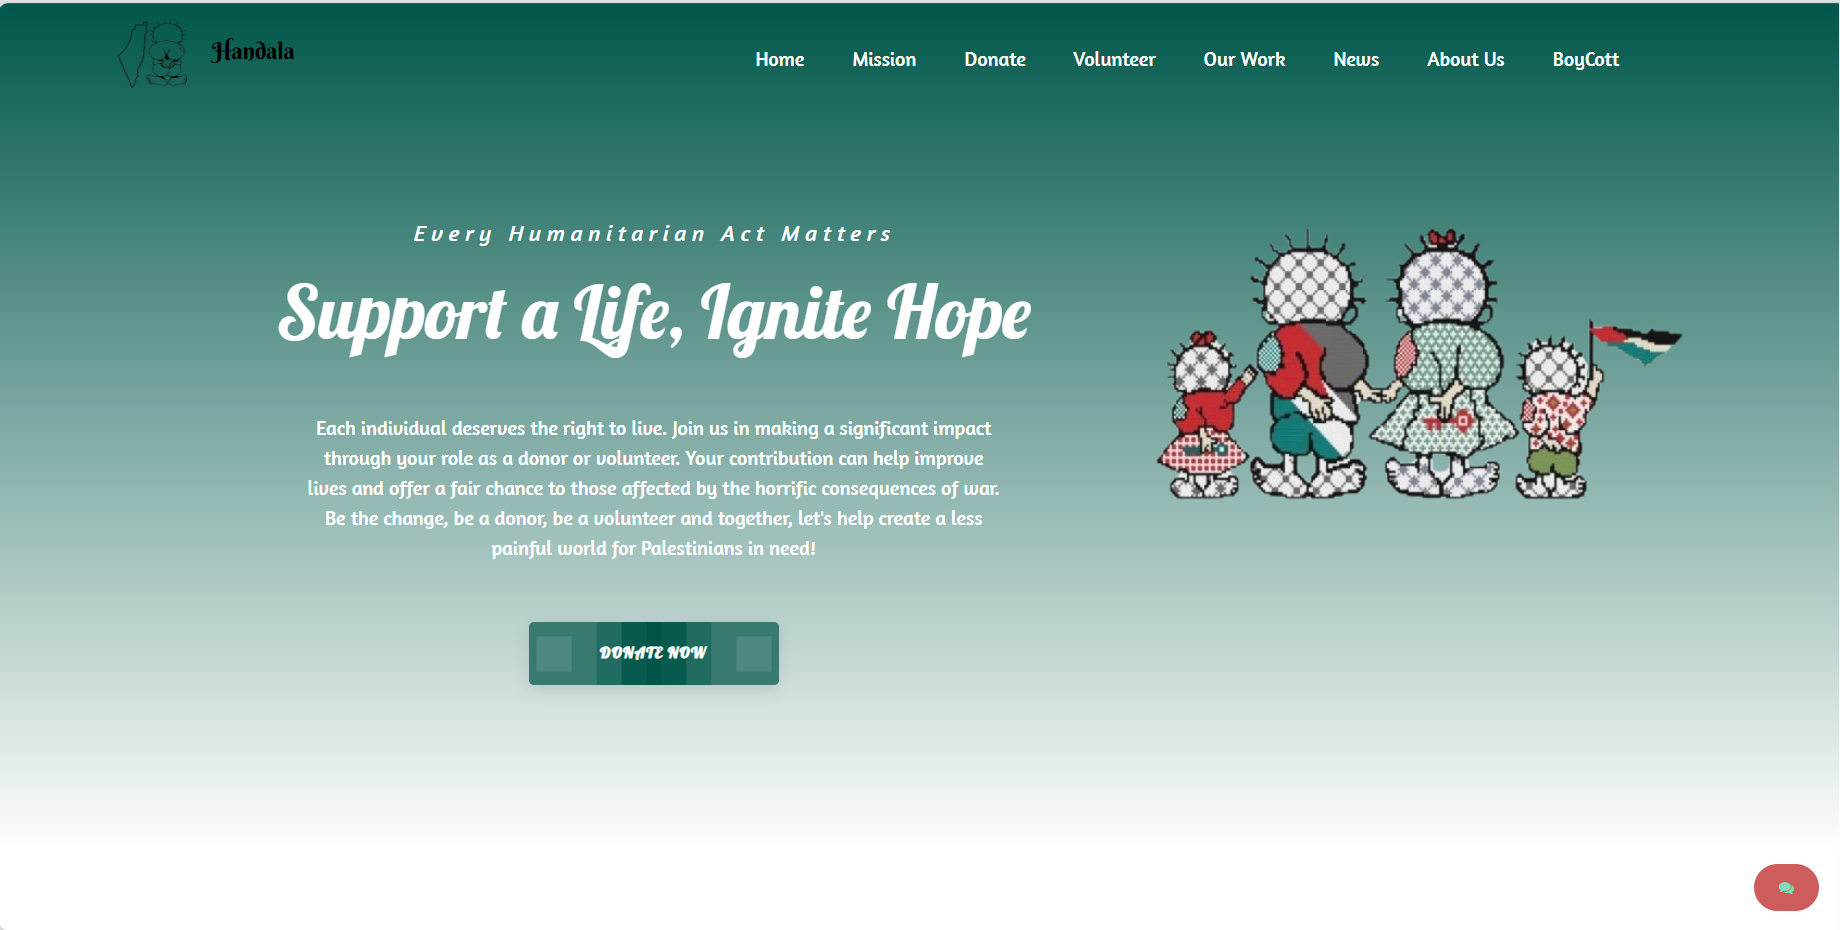 Handala
Home Mission Donate Volunteer Our Work News About Us BoyCott
Every Humanitarian Act Matters
Support a Life, Ignite Hope
Each individual deserves the right to live. Join us in making a significant impact
through your role as a donor or volunteer. Your contribution can help improve
lives and offer a fair chance to those affected by the horrific consequences of war.
Be the change, be a donor, be a volunteer and together, let's help create a less
painful world for Palestinians in need!
DONATE NOW